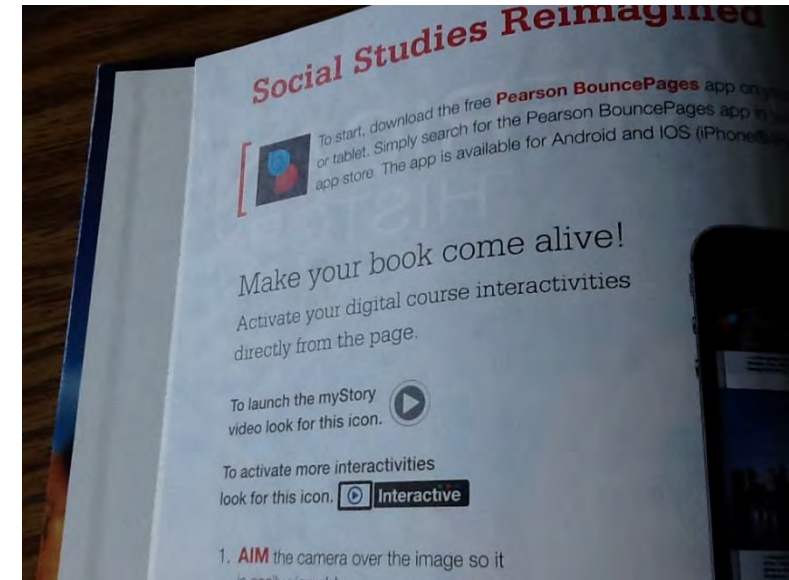 Social Studies Reimagined
To start, download the free Pearson BouncePages app on
or tablet. Simply search for the Pearson BouncePages app in
app store. The app is available for Android and IOS (iPhone®
Make your book come alive!
Activate your digital course interactivities
directly from the page.
To launch the myStory
video look for this icon.
To activate more interactivities
look for this icon. Interactive
1. AIM the camera over the image so it